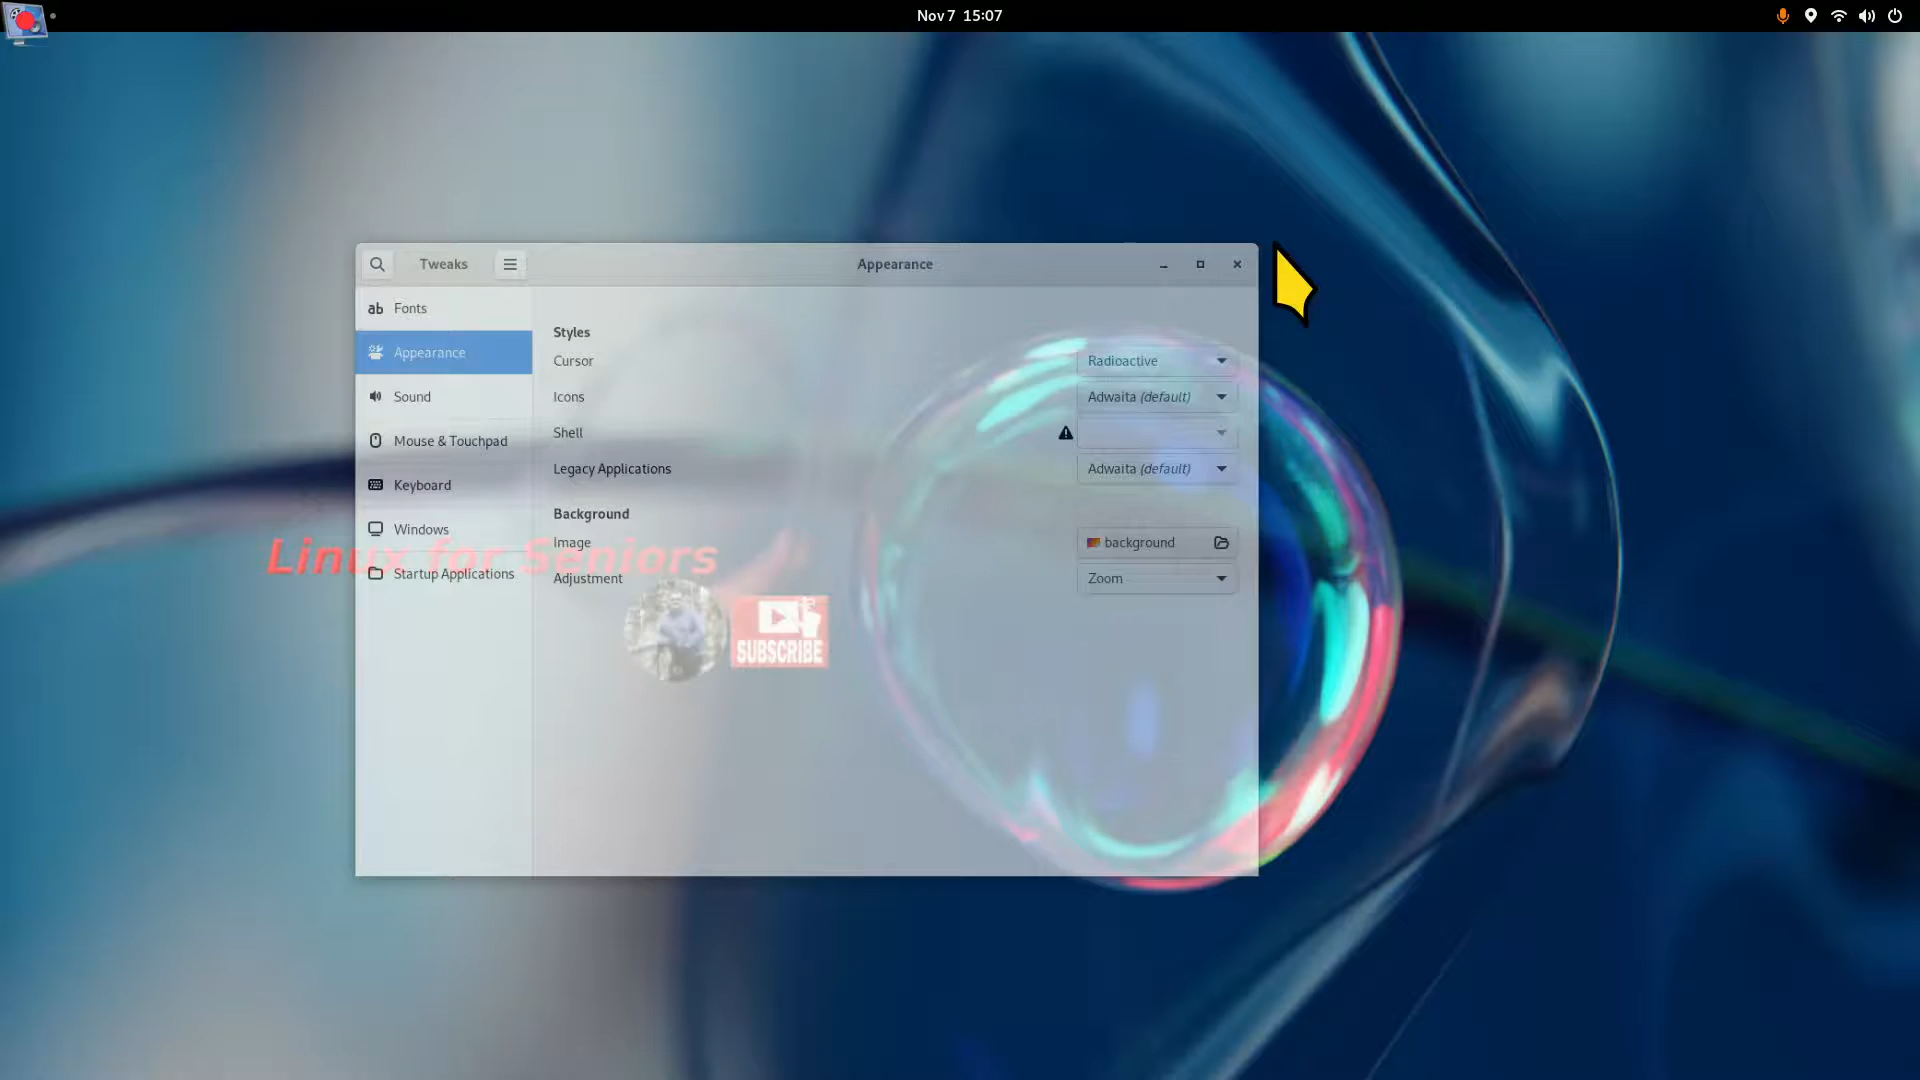 Nov 7 15:07
Tweaks
Appearance
ab Fonts
Appearance
Sound
Mouse & Touchpad
Keyboard
Windows
Startup Applications
Styles
Cursor
Radioactive
Icons
Adwaita (default)
Shell
Legacy Applications
Adwaita (default)
Background
Image
background
Adjustment
Zoom
Linux for Seniors
SUBSCRIBE